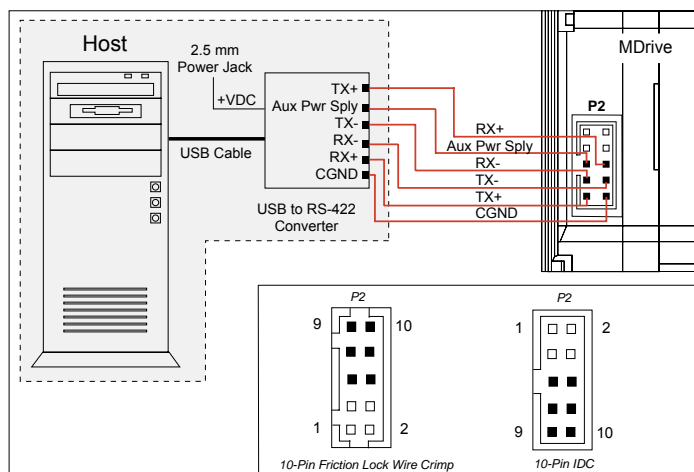 Host
2.5 mm
Power Jack
+VDC
USB Cable
TX+
Aux Pwr Sply
TX-
RX-
RX+
CGND
USB to RS-422
Converter
MDrive
P2
RX+
Aux Pwr Sply
RX-
TX-
TX+
CGND
P2
9 10
1 2
10-Pin Friction Lock Wire Crimp
P2
1 2
9 10
10-Pin IDC